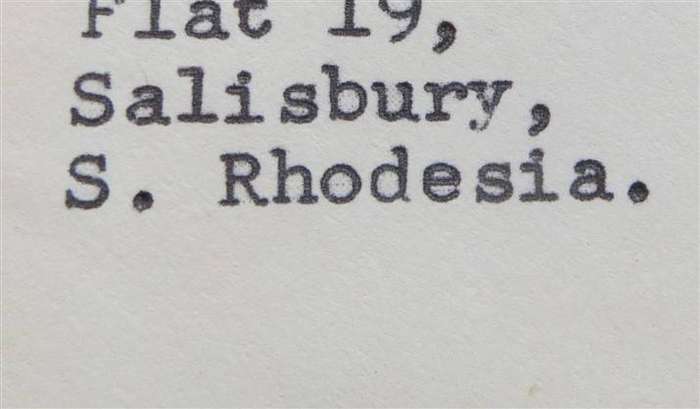 Flat 19,
Salisbury,
S. Rhodesia.